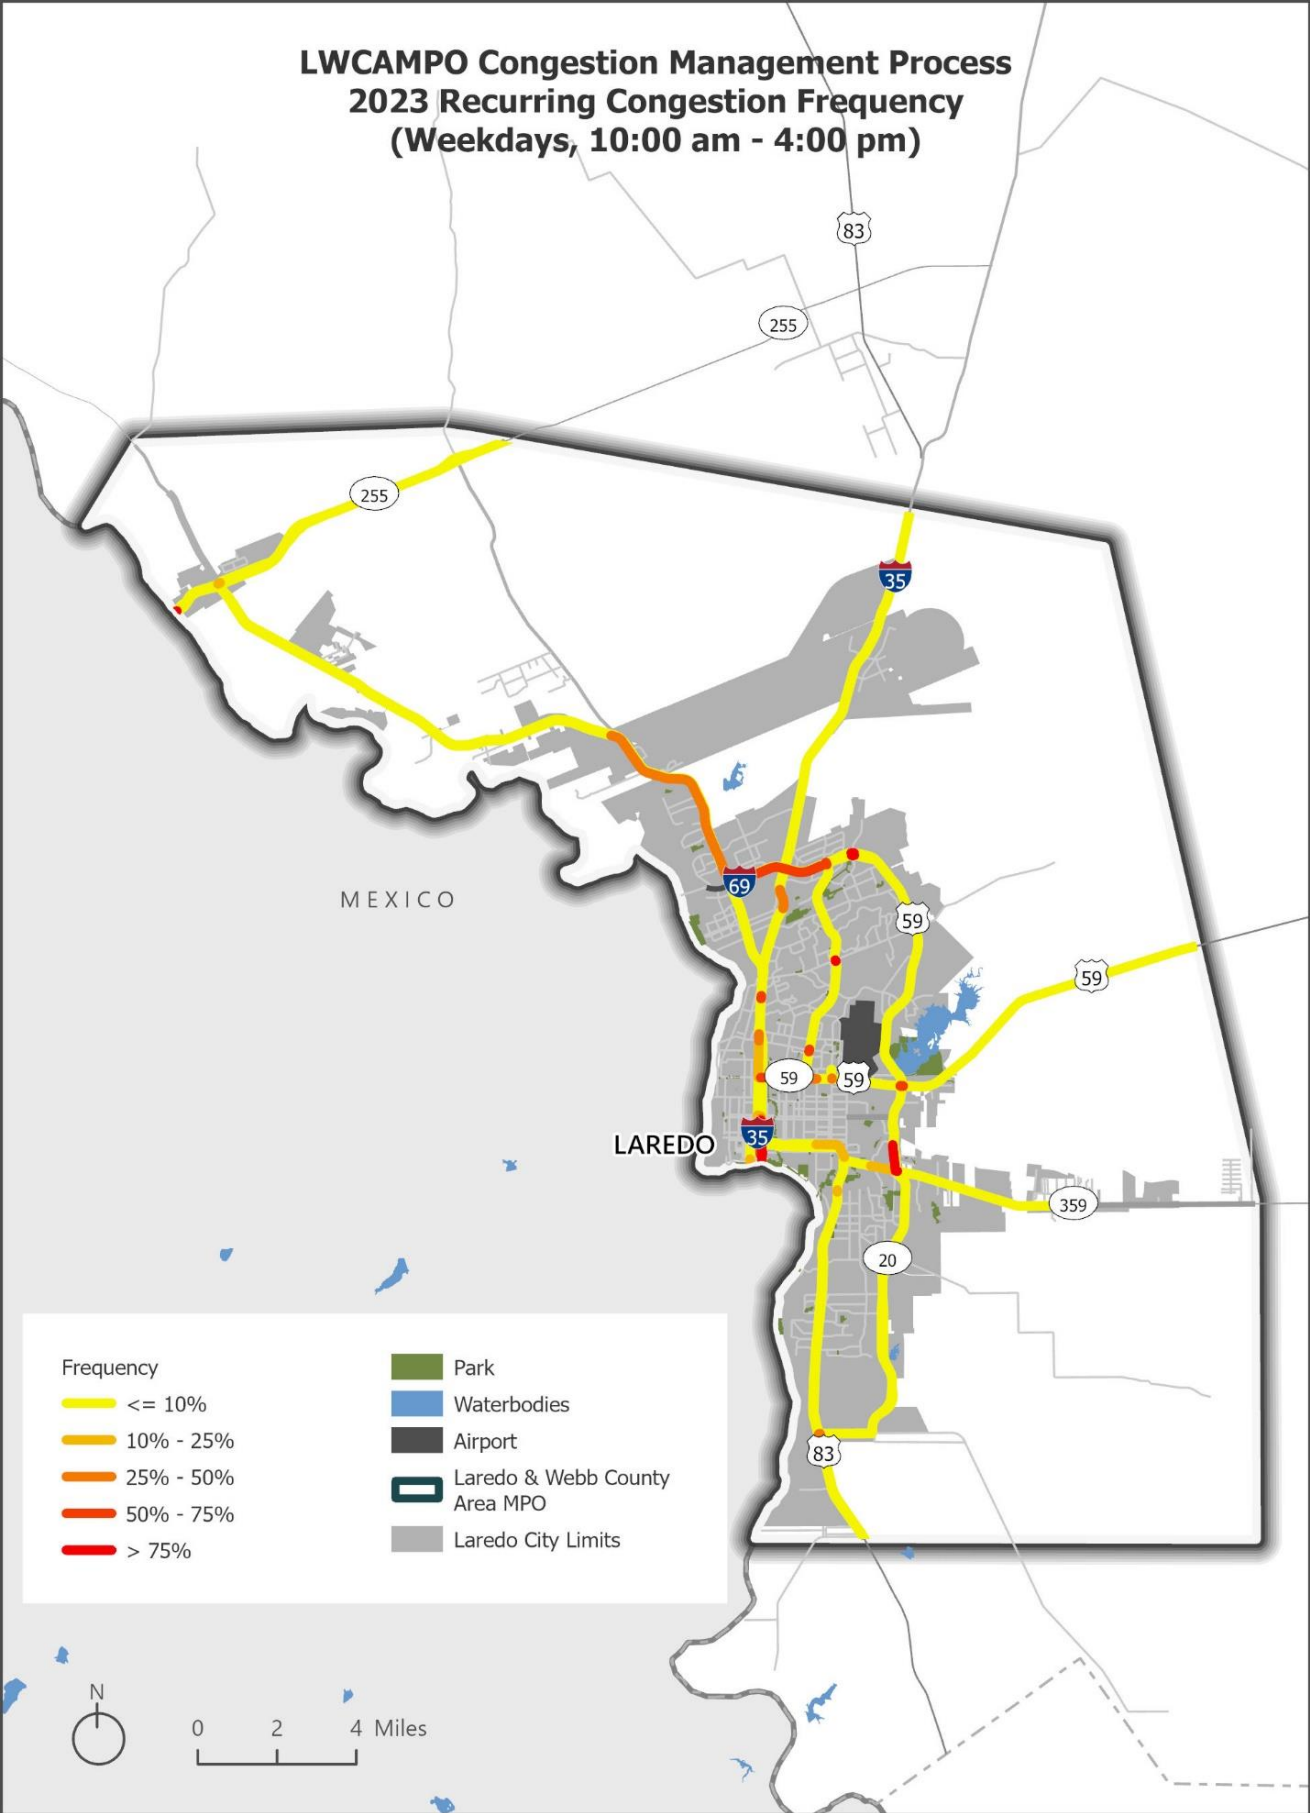 LWCAMPO Congestion Management Process
2023 Recurring Congestion Frequency
(Weekdays, 10:00 am - 4:00 pm)
83
255
255
35
69
MEXICO
59
59
59
59
35
LAREDO
359
20
83
Frequency
<= 10%
10% - 25%
25% - 50%
50% - 75%
> 75%
Park
Waterbodies
Airport
Laredo & Webb County
Area MPO
Laredo City Limits
N
0 2 4 Miles